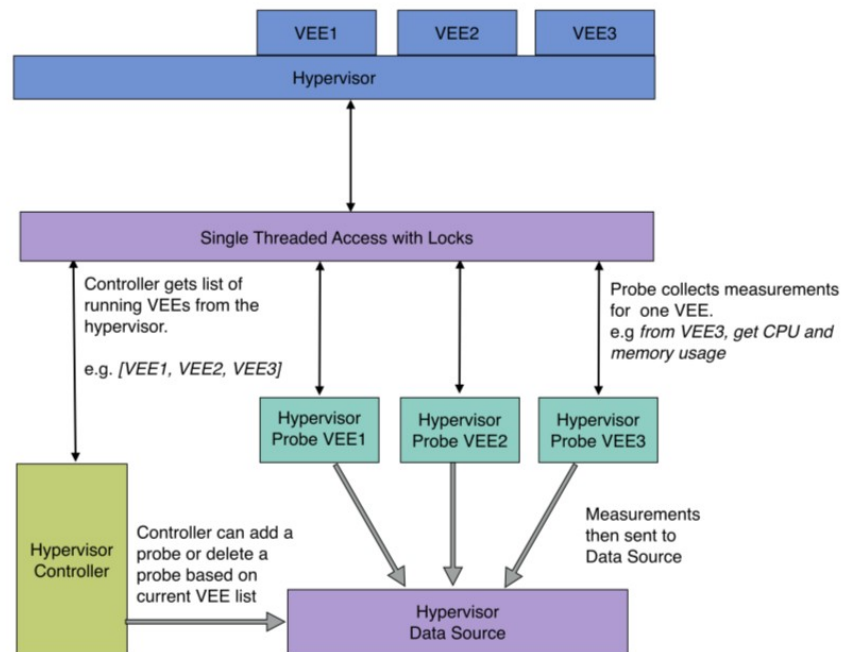 VEE1
VEE2
VEE3
Hypervisor
Single Threaded Access with Locks
Controller gets list of
running VEEs from the
hypervisor.
e.g. [VEE1, VEE2, VEE3]
Probe collects measurements
for one VEE.
e.g from VEE3, get CPU and
memory usage
Hypervisor
Probe VEE1
Hypervisor
Probe VEE2
Hypervisor
Probe VEE3
Hypervisor
Controller
Controller can add a
probe or delete a
probe based on
current VEE list
Measurements
then sent to
Data Source
Hypervisor
Data Source